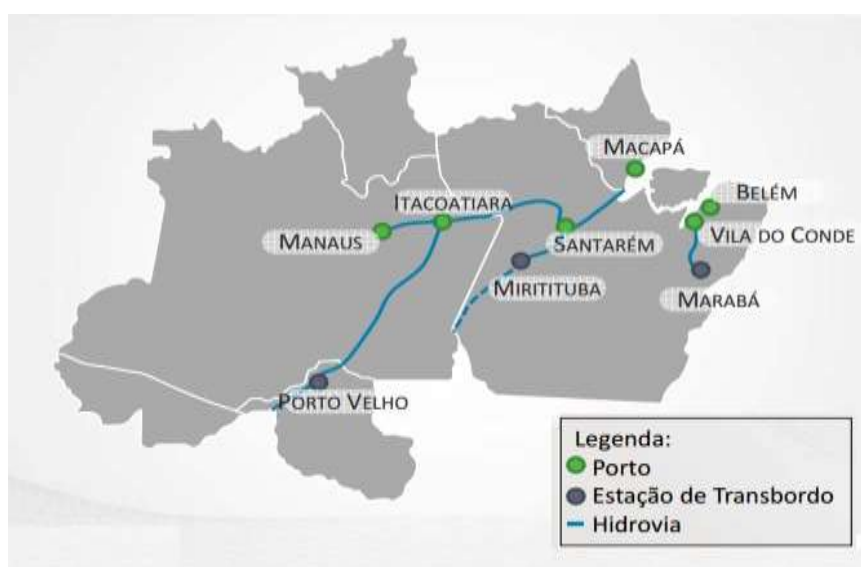 MACAPÁ
BELÉM
ITACOATIARA
VILA DO CONDE
MANAUS
SANTARÉM
MIRITITUBA
MARABÁ
PORTO VELHO
Legenda:
Porto
Estação de Transbordo
Hidrovia